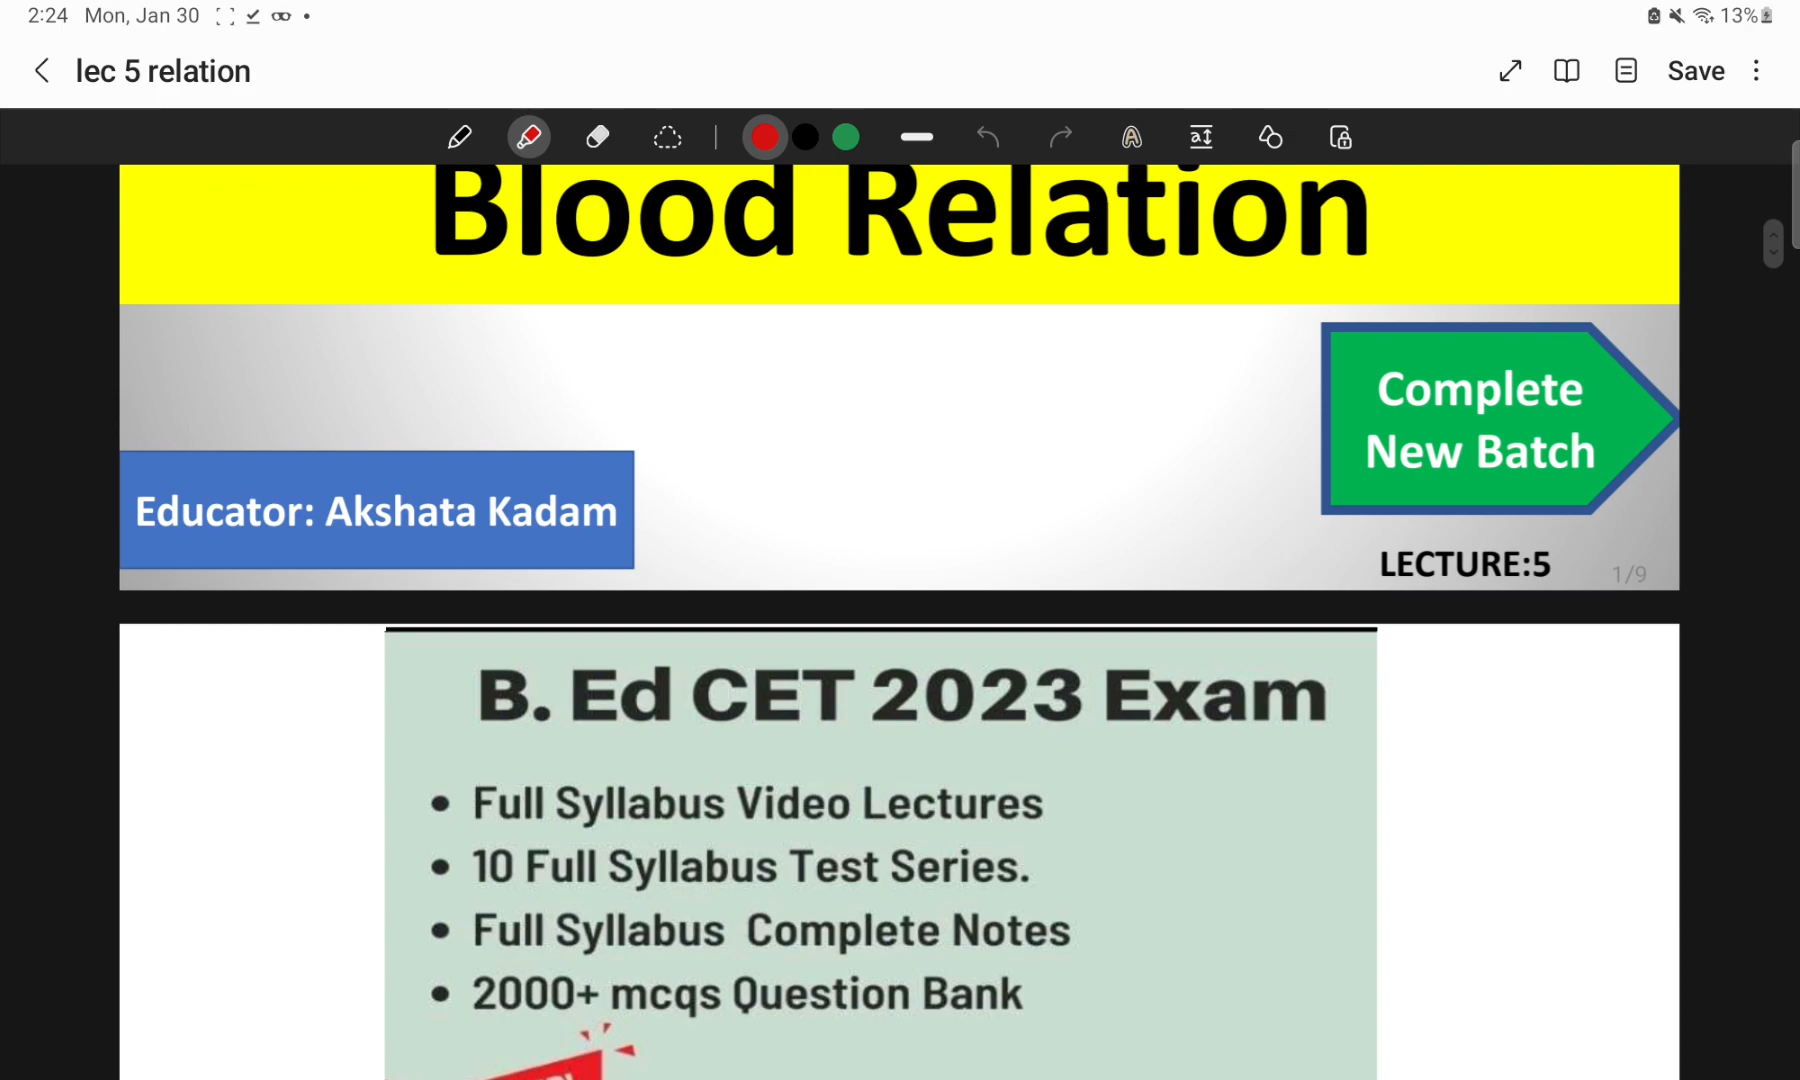 2:24 Mon, Jan 30
13%
lec 5 relation
Save
Blood Relation
Complete
New Batch
Educator: Akshata Kadam
LECTURE:5
1/9
B. Ed CET 2023 Exam
• Full Syllabus Video Lectures
• 10 Full Syllabus Test Series.
• Full Syllabus Complete Notes
• 2000+ mcqs Question Bank